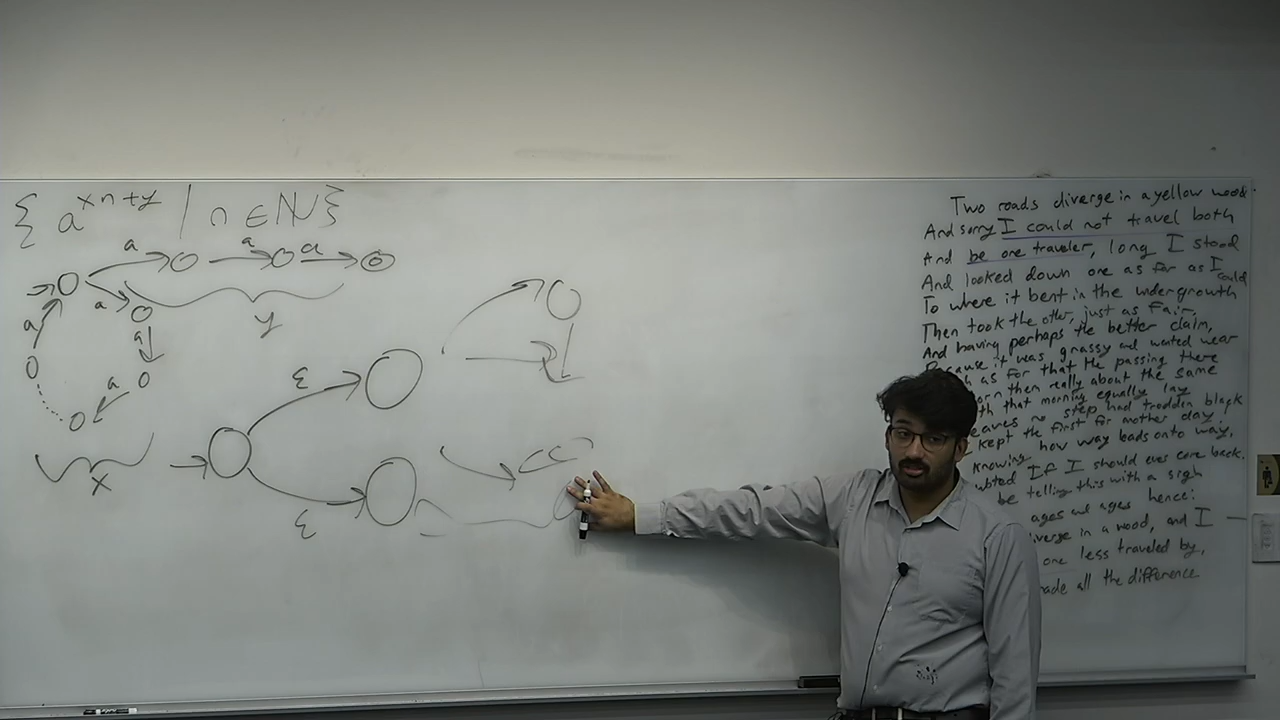 { a^{xn+y} | n ∈ ℕ }
a a a
a a
y
a
a
x
ε
ε
Two roads diverge in a yellow wood
And sorry I could not travel both
And be one traveler, long I stood
And looked down one as far as I could
To where it bent in the undergrowth
Then took the other, just as fair,
And having perhaps the better claim,
Because it was grassy and wanted wear
as for that the passing there
worn them really about the same
that morning equally lay
leaves no step had trodden black
kept the first for another day.
knowing how way leads onto way,
If I should ever come back.
be telling this with a sigh
ages and ages hence:
in a wood, and I
one less traveled by,
made all the difference